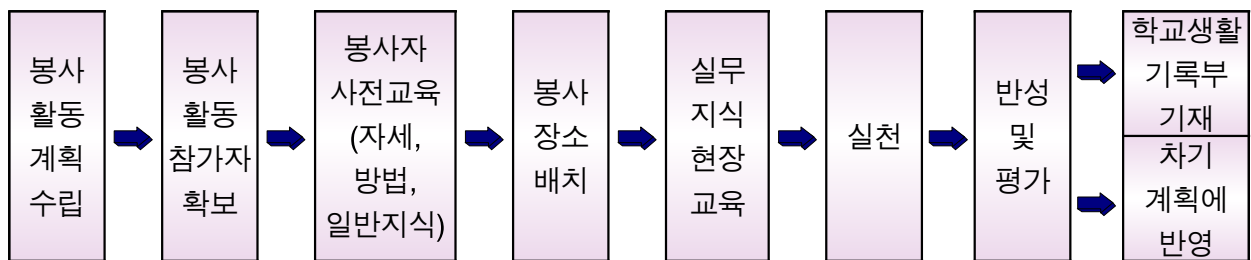 봉사
활동
계획
수립
봉사
활동
참가자
확보
봉사자
사전교육
(자세,
방법,
일반지식)
봉사
장소
배치
실무
지식
현장
교육
실천
반성
및
평가
학교생활
기록부
기재
차기
계획에
반영